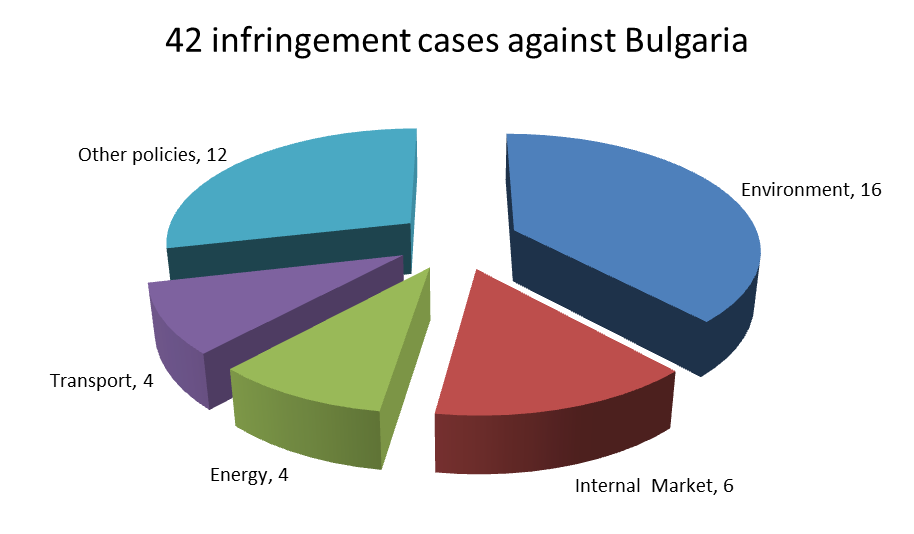 42 infringement cases against Bulgaria
Other policies, 12
Environment, 16
Transport, 4
Energy, 4
Internal  Market, 6